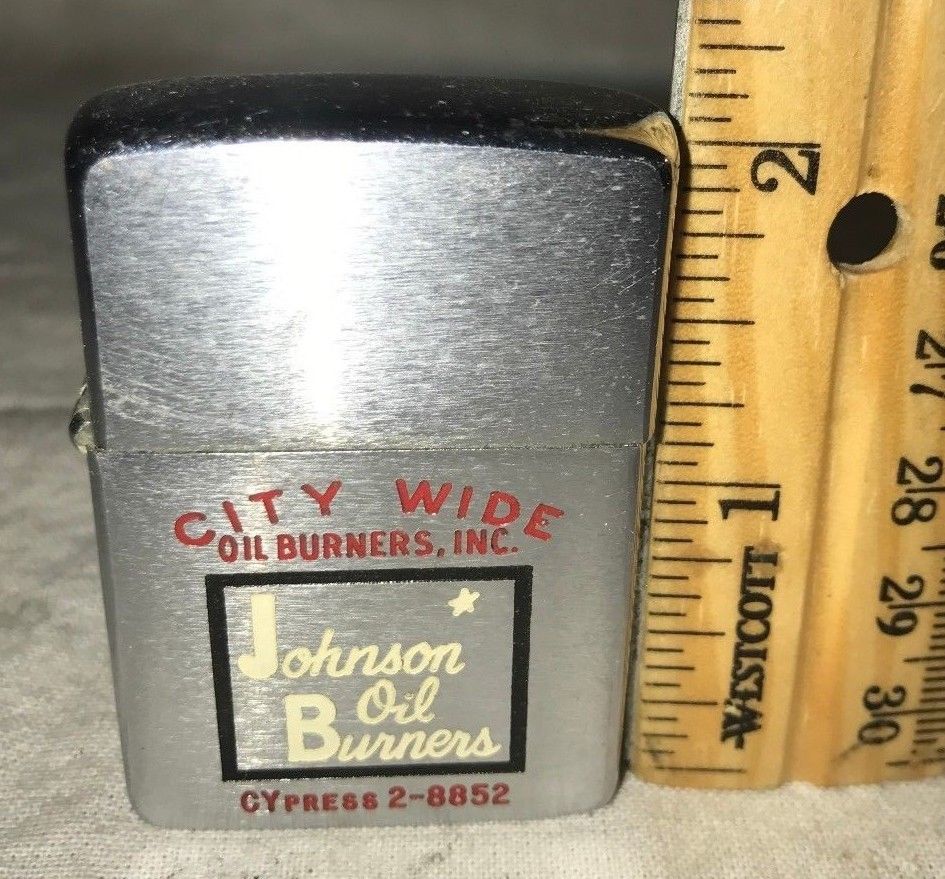 CITY WIDE
OIL BURNERS, INC.
Johnson
Oil
Burners
CYPRESS 2-8852
2
1
WESTCOTT
27
28
29
30